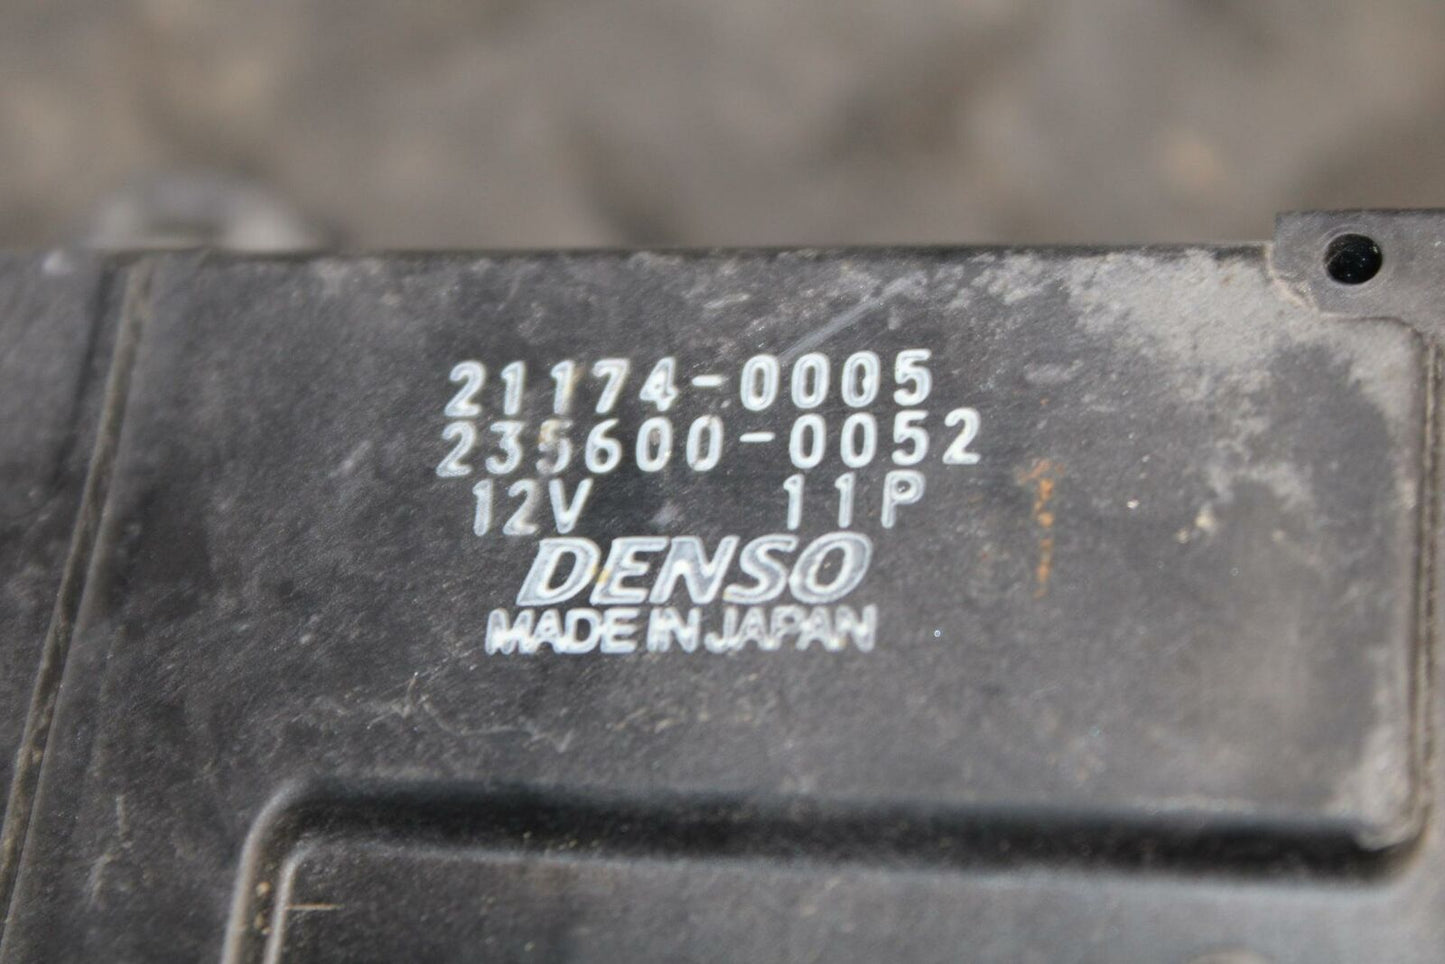 21174-0005
235600-0052
12V 11P
DENSO
MADE IN JAPAN